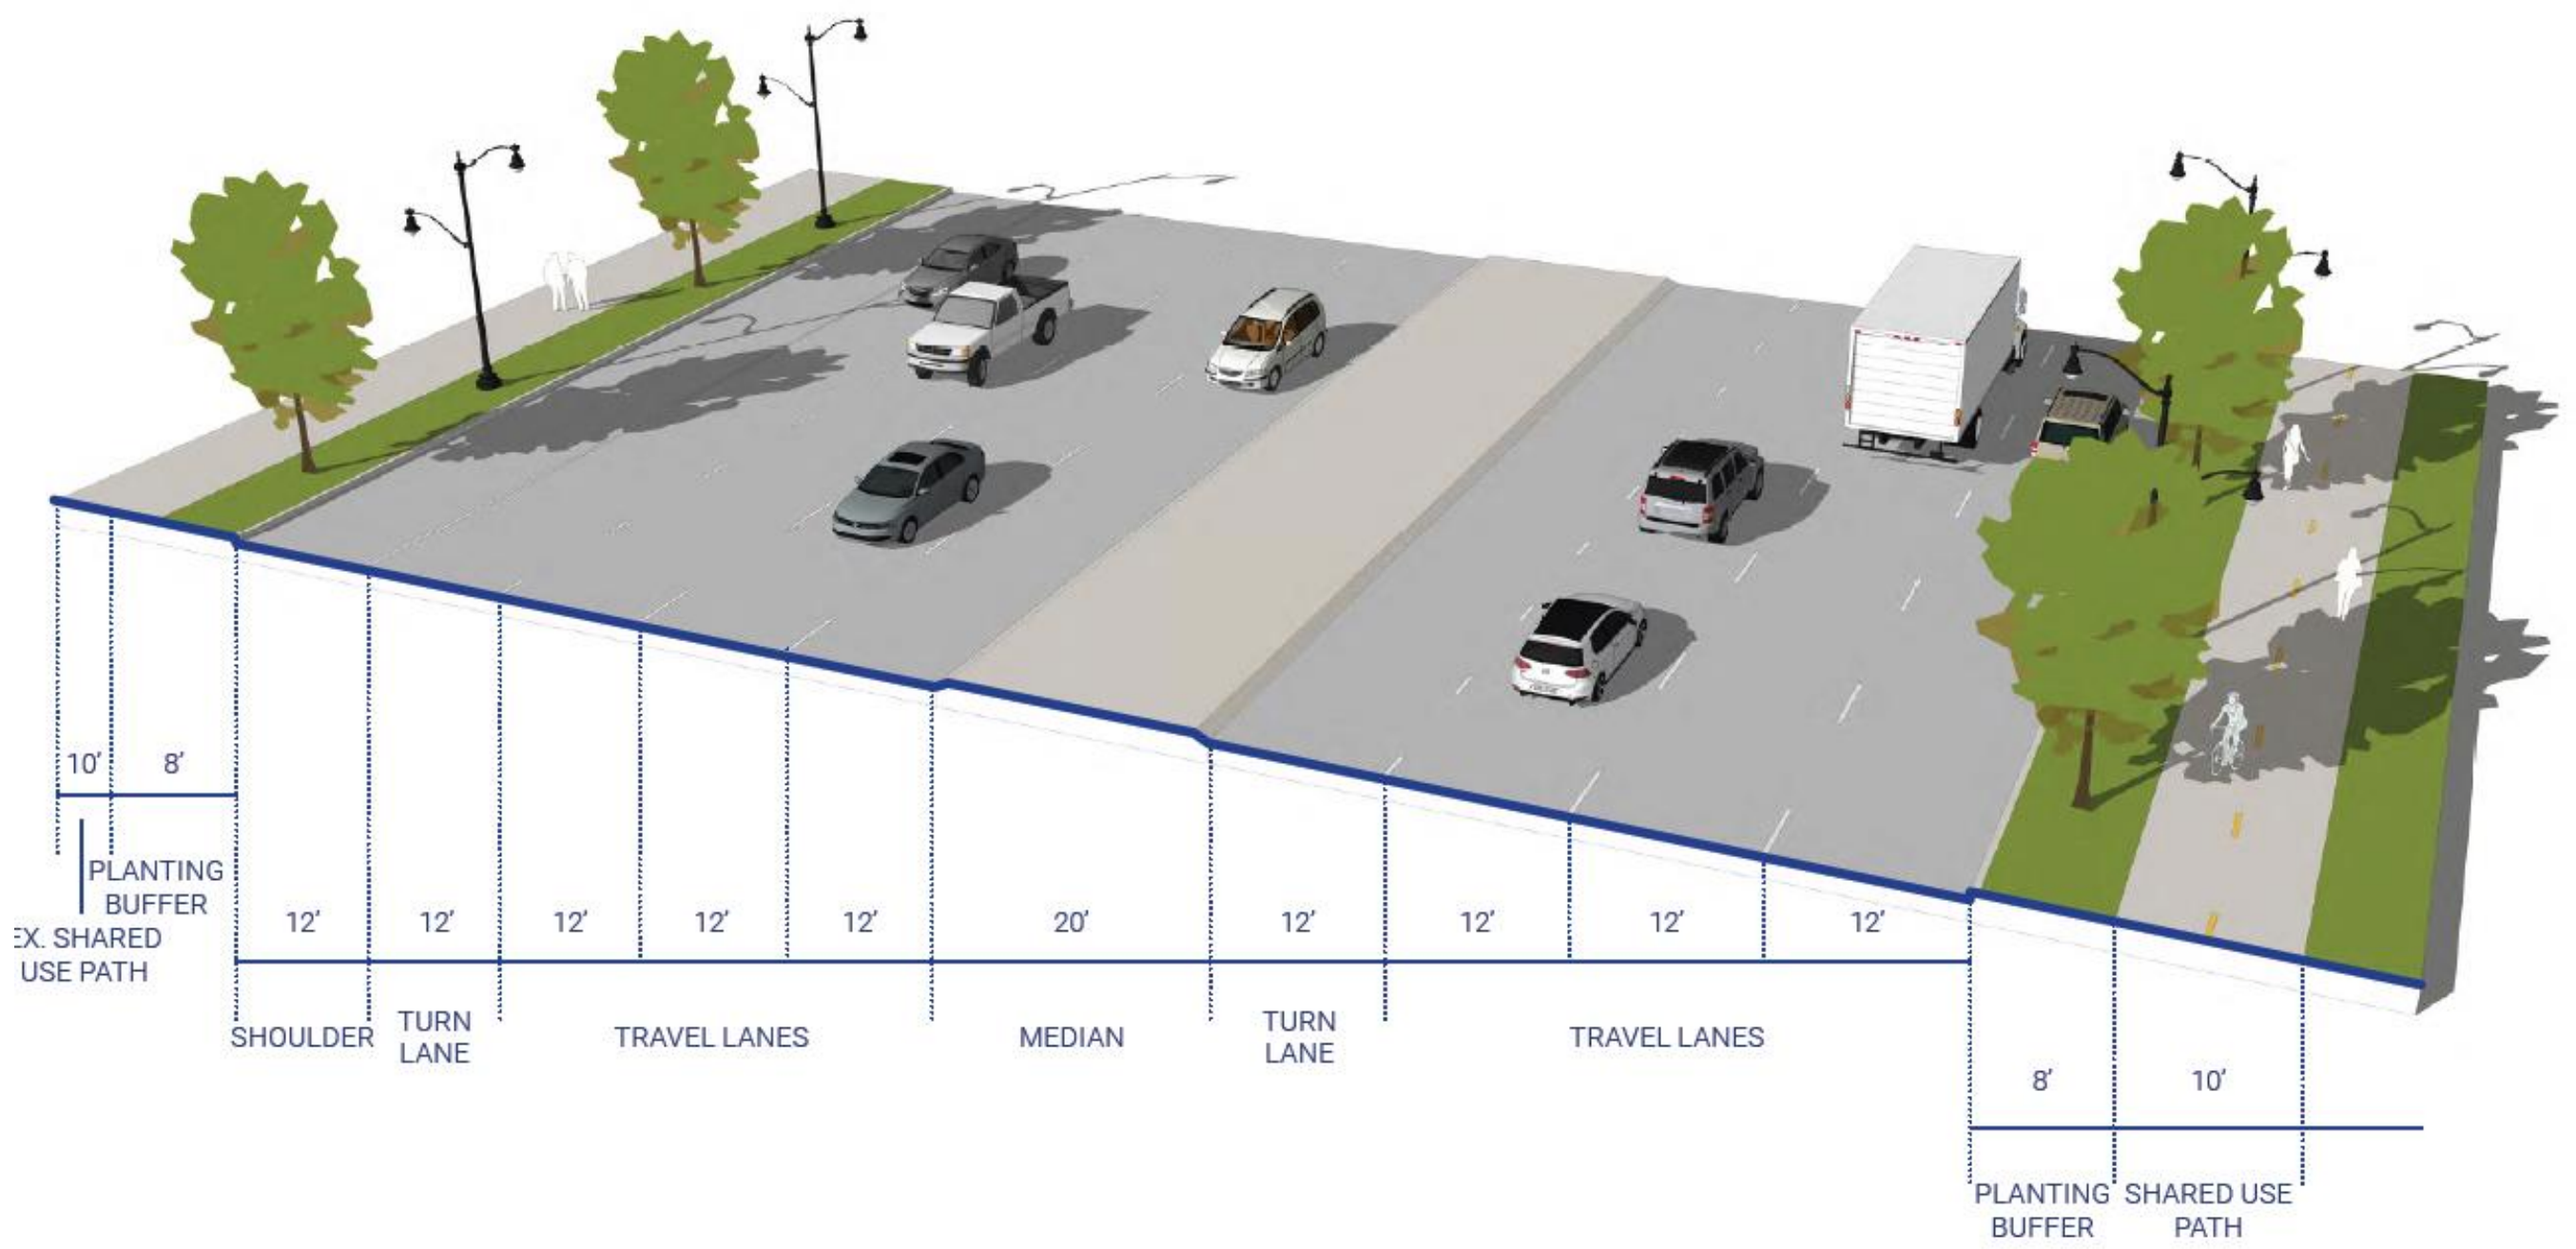 10’ 8’
PLANTING
BUFFER
EX. SHARED
USE PATH
12’ 12’ 12’ 12’ 12’ 20’ 12’ 12’ 12’ 12’
SHOULDER
TURN
LANE
TRAVEL LANES
MEDIAN
TURN
LANE
TRAVEL LANES
8’ 10’
PLANTING
BUFFER
SHARED USE
PATH